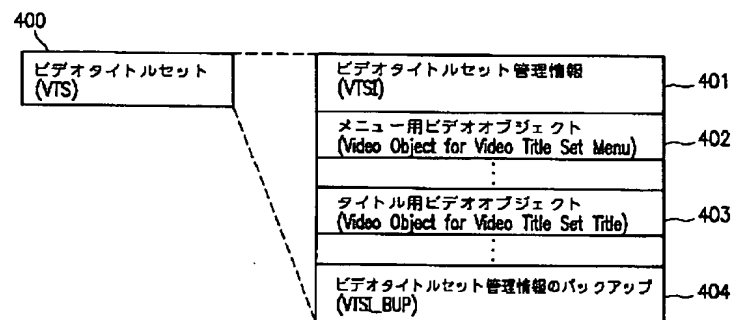 400
ビデオタイトルセット
(VTS)
ビデオタイトルセット管理情報
(VTSI)
401
メニュー用ビデオオブジェクト
(Video Object for Video Title Set Menu)
402
タイトル用ビデオオブジェクト
(Video Object for Video Title Set Title)
403
ビデオタイトルセット管理情報のバックアップ
(VTSI_BUP)
404